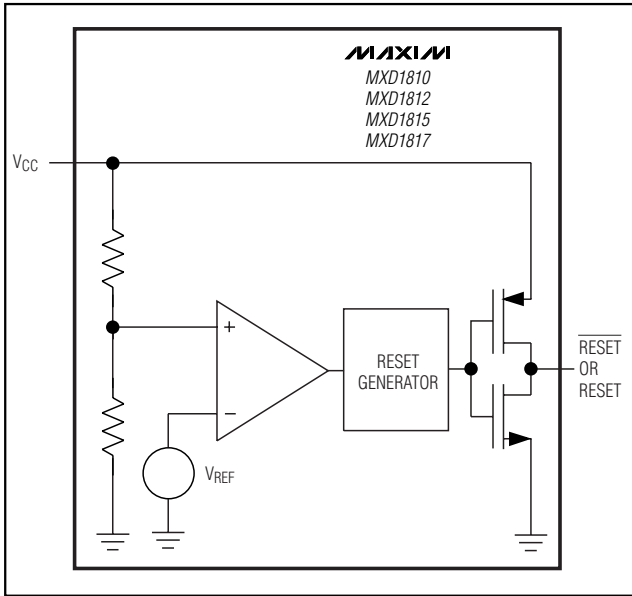 MAXIM
MXD1810
MXD1812
MXD1815
MXD1817
VCC
+
−
RESET
GENERATOR
VREF
RESET
OR
RESET